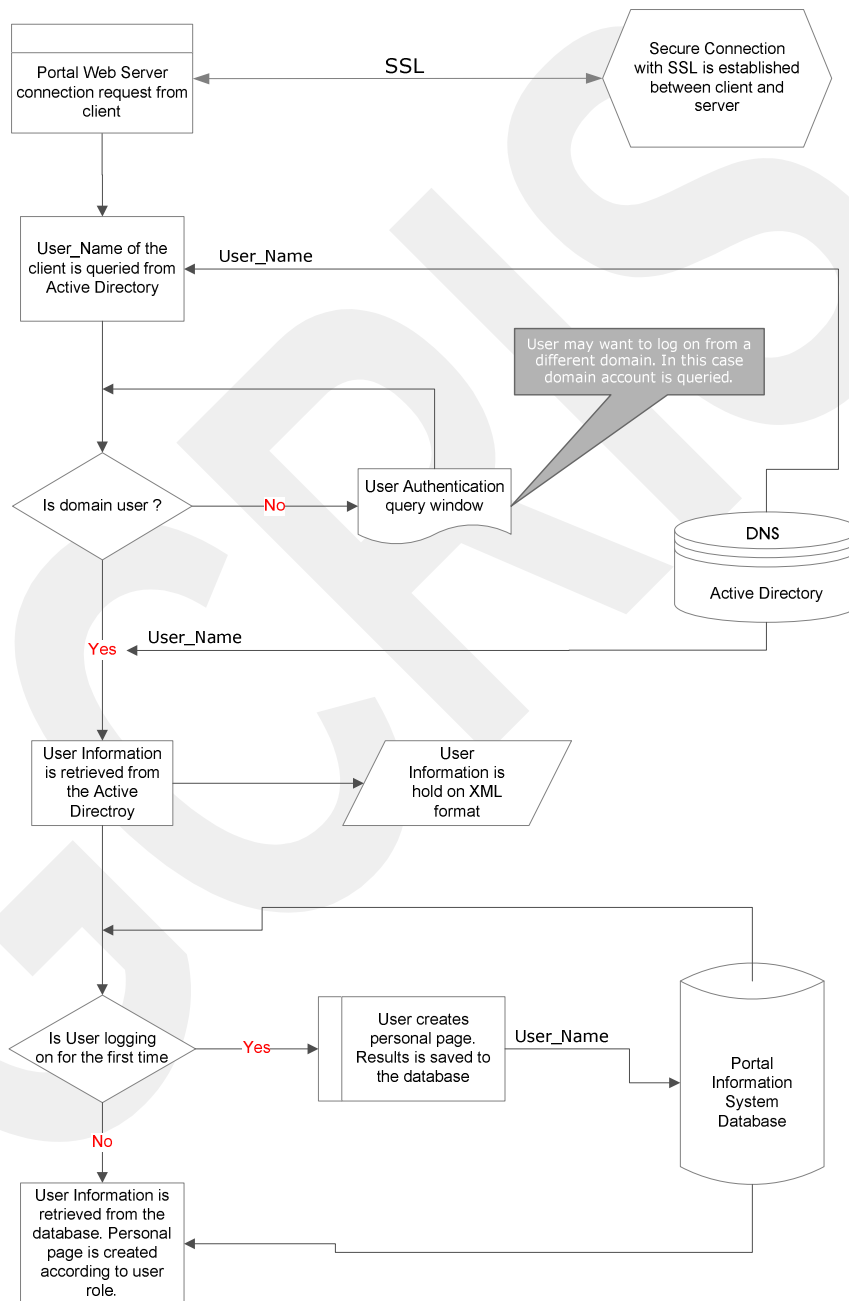 Portal Web Server
connection request from
client
SSL
Secure Connection
with SSL is established
between client and
server
User_Name of the
client is queried from
Active Directory
User_Name
User may want to log on from a
different domain. In this case
domain account is queried.
Is domain user ?
No
User Authentication
query window
DNS
Active Directory
Yes
User_Name
User Information
is retrieved from
the Active
Directroy
User
Information is
hold on XML
format
Is User logging
on for the first time
Yes
User creates
personal page.
Results is saved to
the database
User_Name
Portal
Information
System
Database
No
User Information is
retrieved from the
database. Personal
page is created
according to user
role.
GCRIS